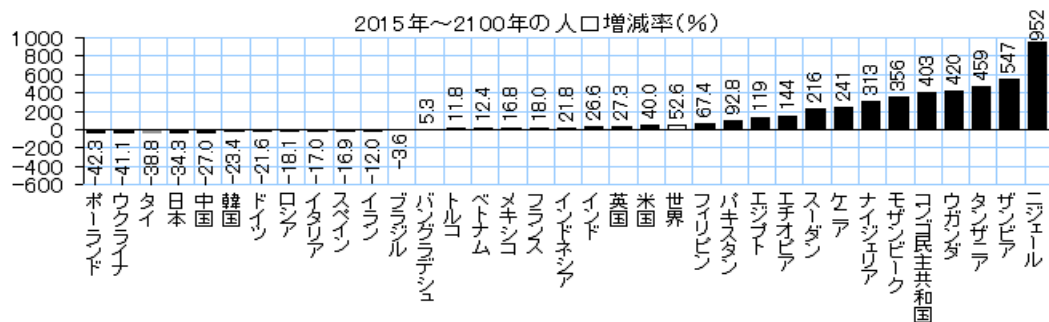 2015年～2100年の人口増減率(%)
1000
800
600
400
200
0
-200
-400
-600
-42.3
-41.1
-38.8
-34.3
-27.0
-23.4
-21.6
-18.1
-17.0
-16.9
-12.0
-3.6
5.3
11.8
12.4
16.8
18.0
21.8
26.6
27.3
40.0
52.6
67.4
92.8
119
144
216
241
313
356
403
420
459
547
952
ポーランド
ウクライナ
タイ
日本
中国
韓国
ドイツ
ロシア
イタリア
スペイン
イラン
ブラジル
バングラデシュ
トルコ
ベトナム
メキシコ
フランス
インドネシア
インド
英国
米国
世界
フィリピン
パキスタン
エジプト
エチオピア
スーダン
ケニア
ナイジェリア
モザンビーク
コンゴ民主共和国
ウガンダ
タンザニア
ザンビア
ニジェール